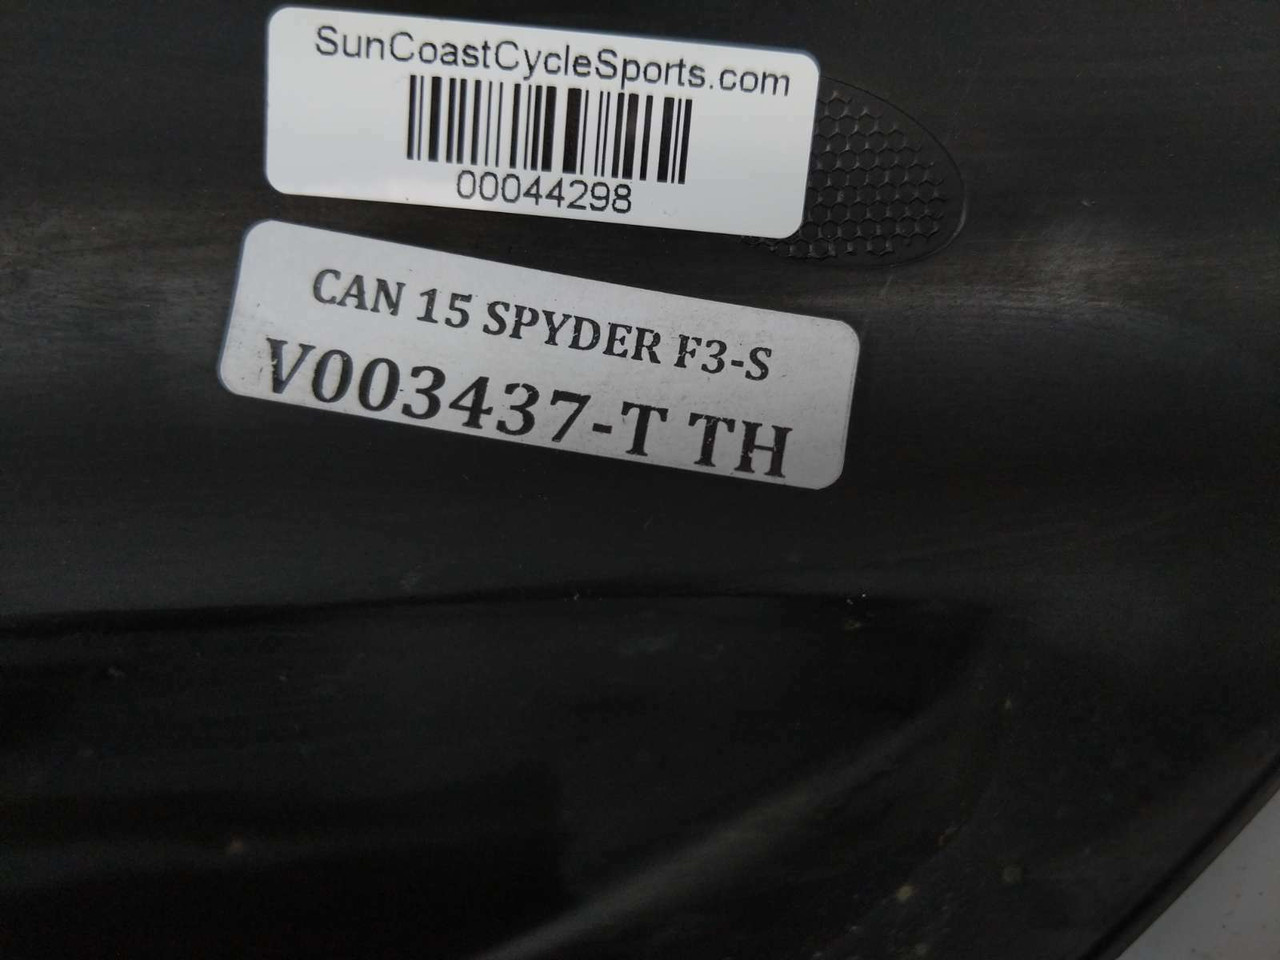 SunCoastCycleSports.com
00044298
CAN 15 SPYDER F3-S
V003437-T TH